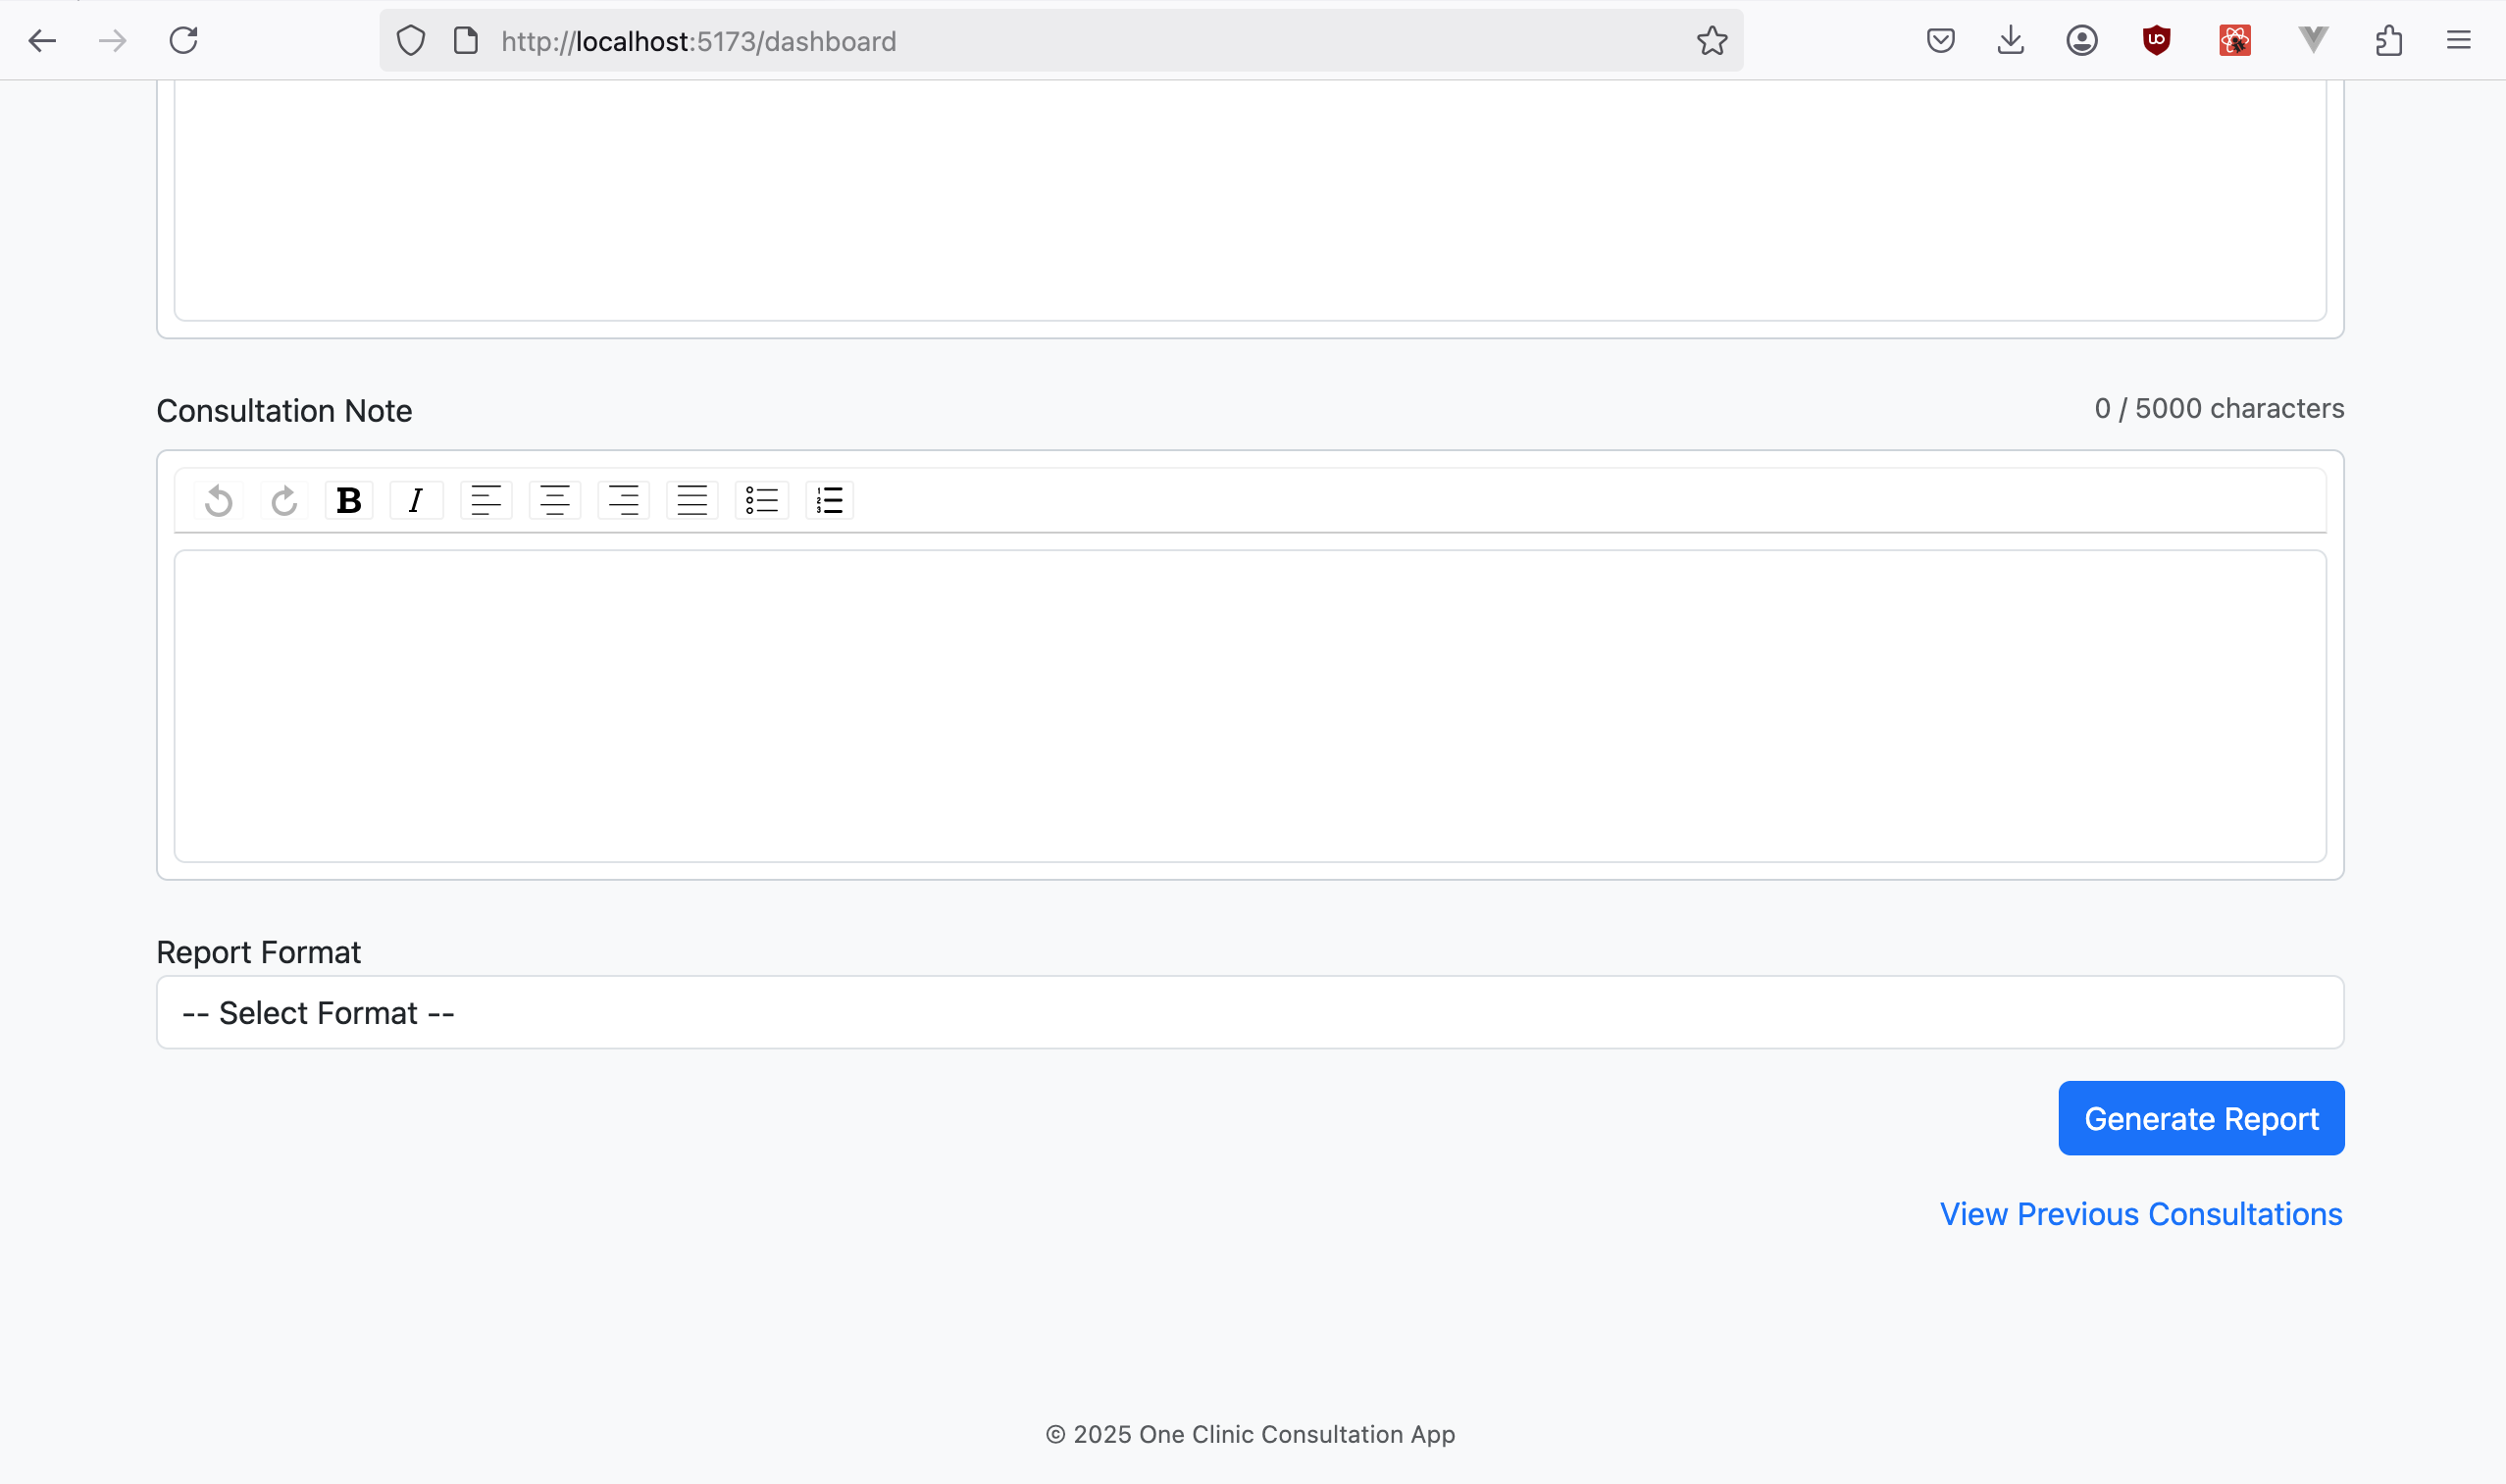 http://localhost:5173/dashboard
Consultation Note
0 / 5000 characters
B I
-- Select Format --
Report Format
Generate Report
View Previous Consultations
© 2025 One Clinic Consultation App